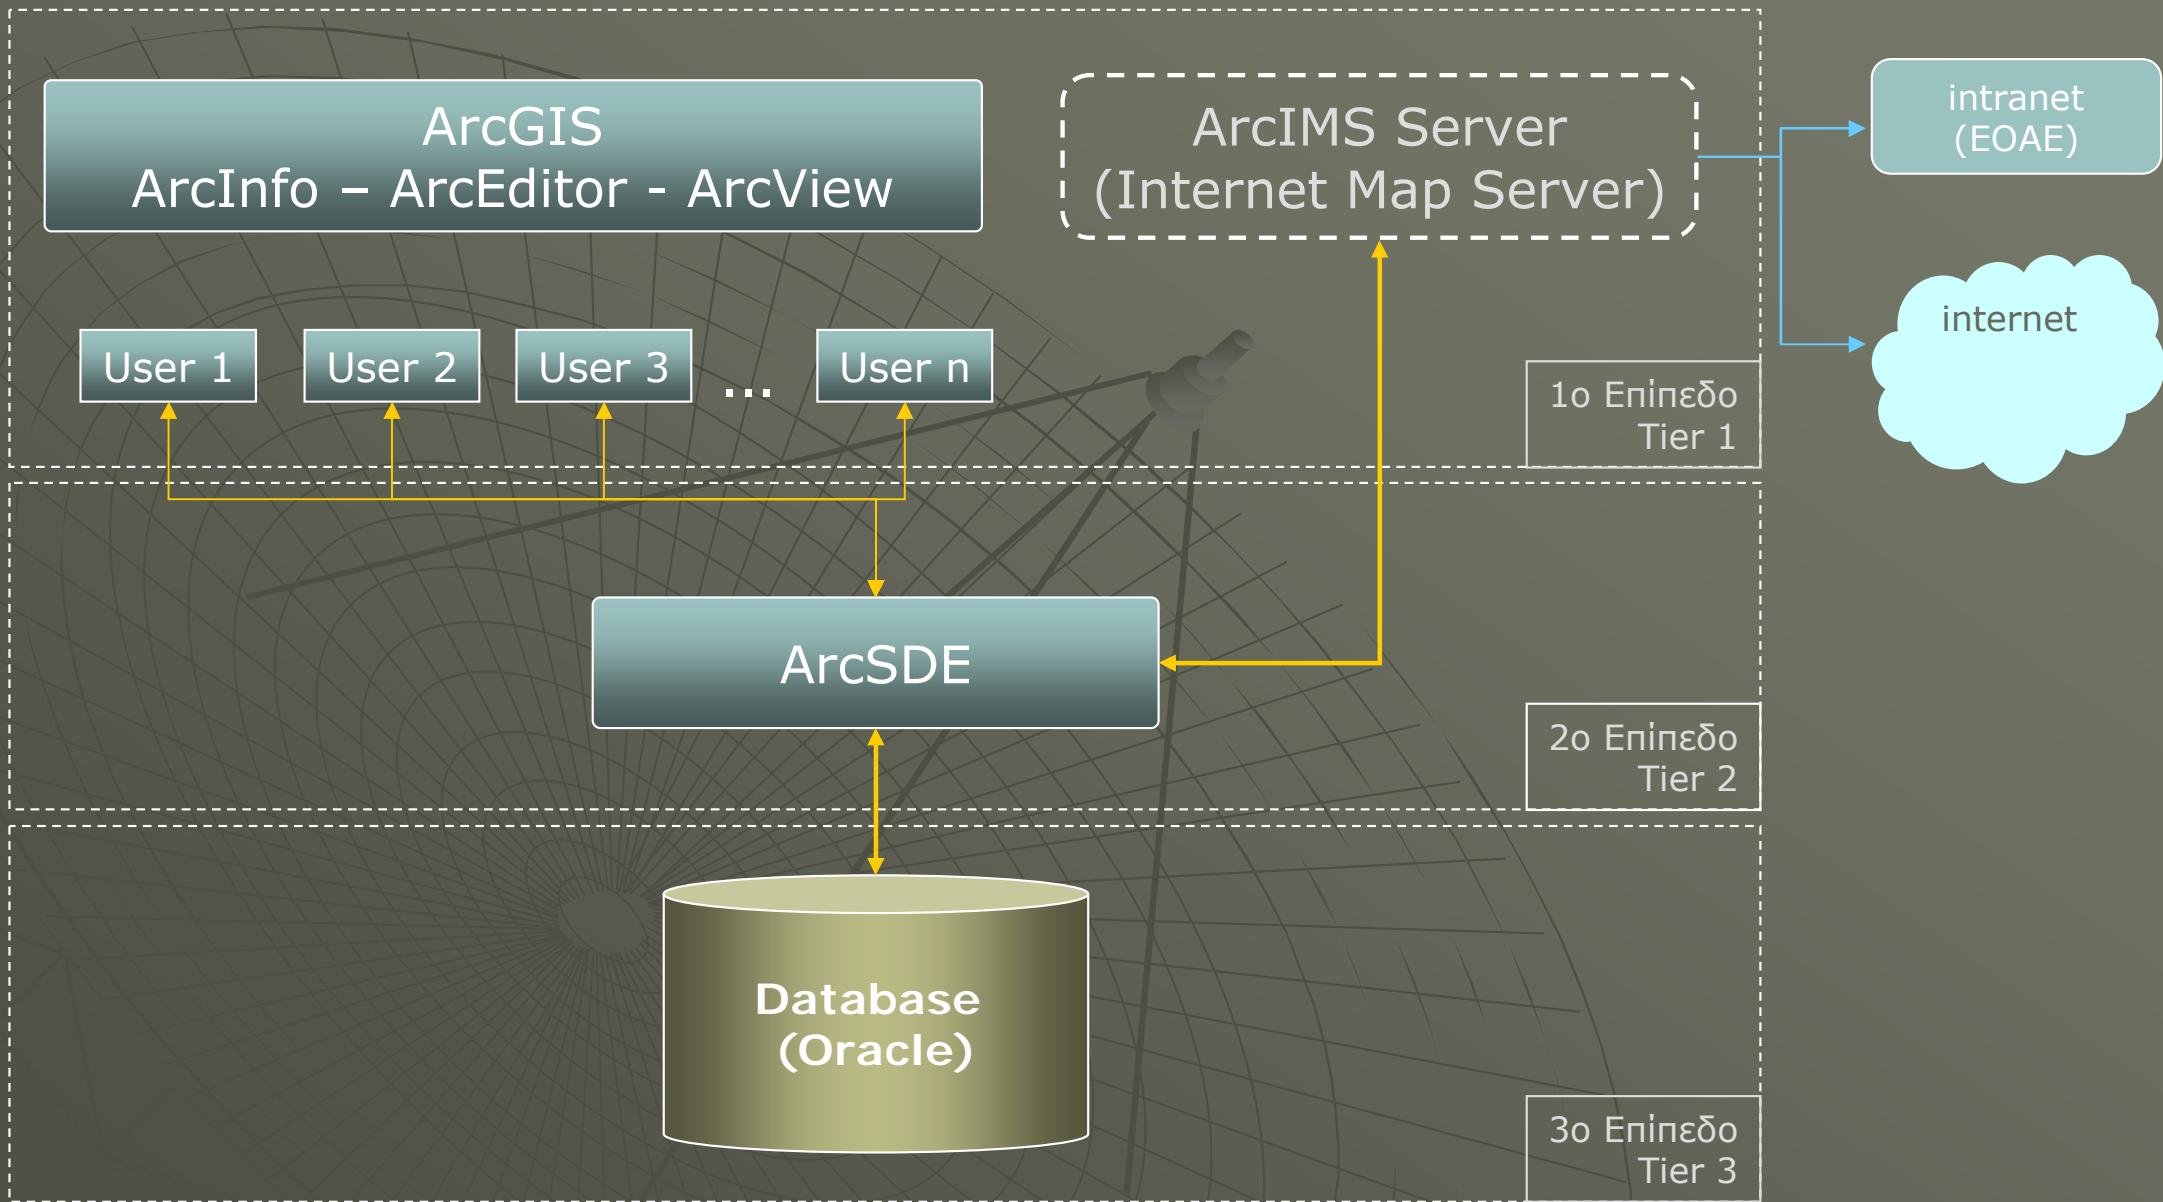 ArcGIS
ArcInfo – ArcEditor - ArcView
ArcIMS Server
(Internet Map Server)
intranet
(ΕΟΑΕ)
internet
User 1
User 2
User 3
...
User n
1ο Επίπεδο
Tier 1
ArcSDE
2ο Επίπεδο
Tier 2
Database
(Oracle)
3ο Επίπεδο
Tier 3